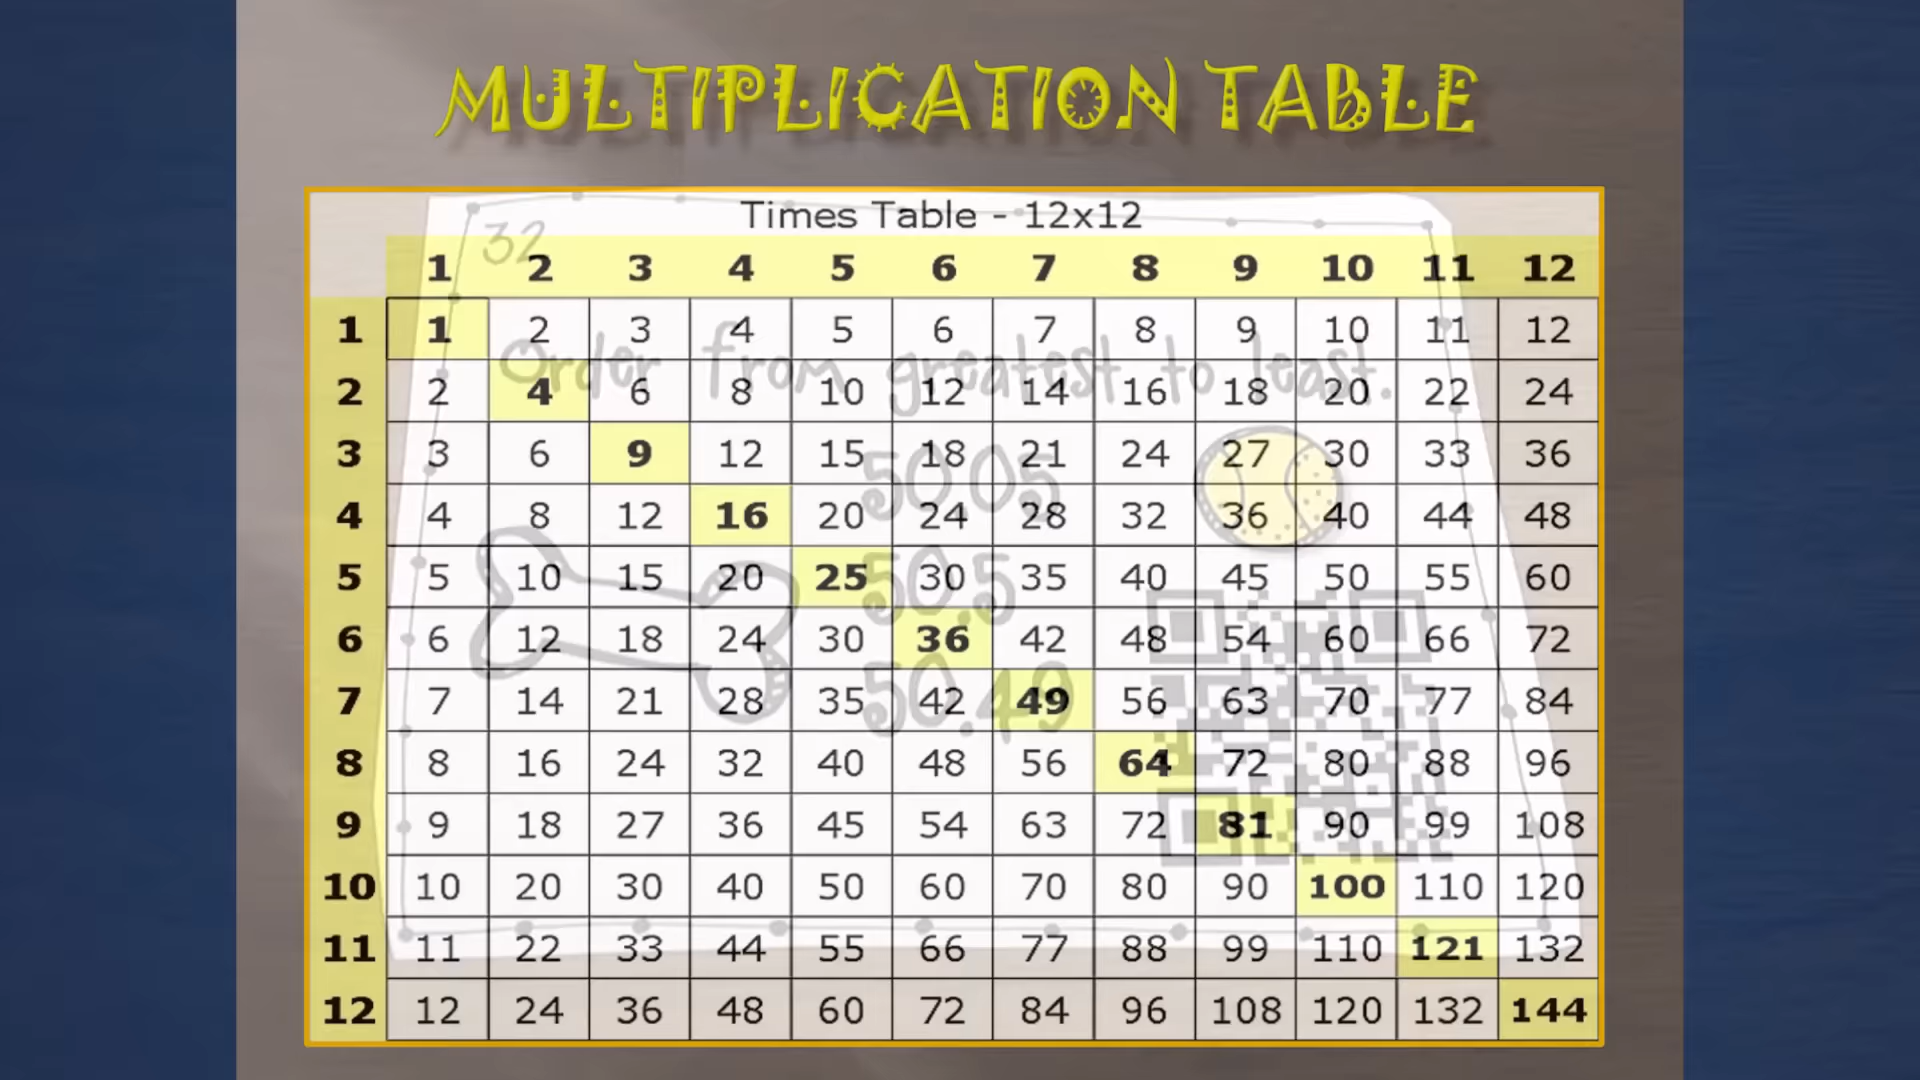 MULTIPLICATION TABLE
Times Table - 12x12
32
1 2 3 4 5 6 7 8 9 10 11 12
1 1 2 3 4 5 6 7 8 9 10 11 12
Order from greatest to least.
2 2 4 6 8 10 12 14 16 18 20 22 24
3 3 6 9 12 15 18 21 24 27 30 33 36
50.05
4 4 8 12 16 20 24 28 32 36 40 44 48
5 5 10 15 20 25 30 35 40 45 50 55 60
50.5
6 6 12 18 24 30 36 42 48 54 60 66 72
7 7 14 21 28 35 42 49 56 63 70 77 84
50.49
8 8 16 24 32 40 48 56 64 72 80 88 96
9 9 18 27 36 45 54 63 72 81 90 99 108
10 10 20 30 40 50 60 70 80 90 100 110 120
11 11 22 33 44 55 66 77 88 99 110 121 132
12 12 24 36 48 60 72 84 96 108 120 132 144